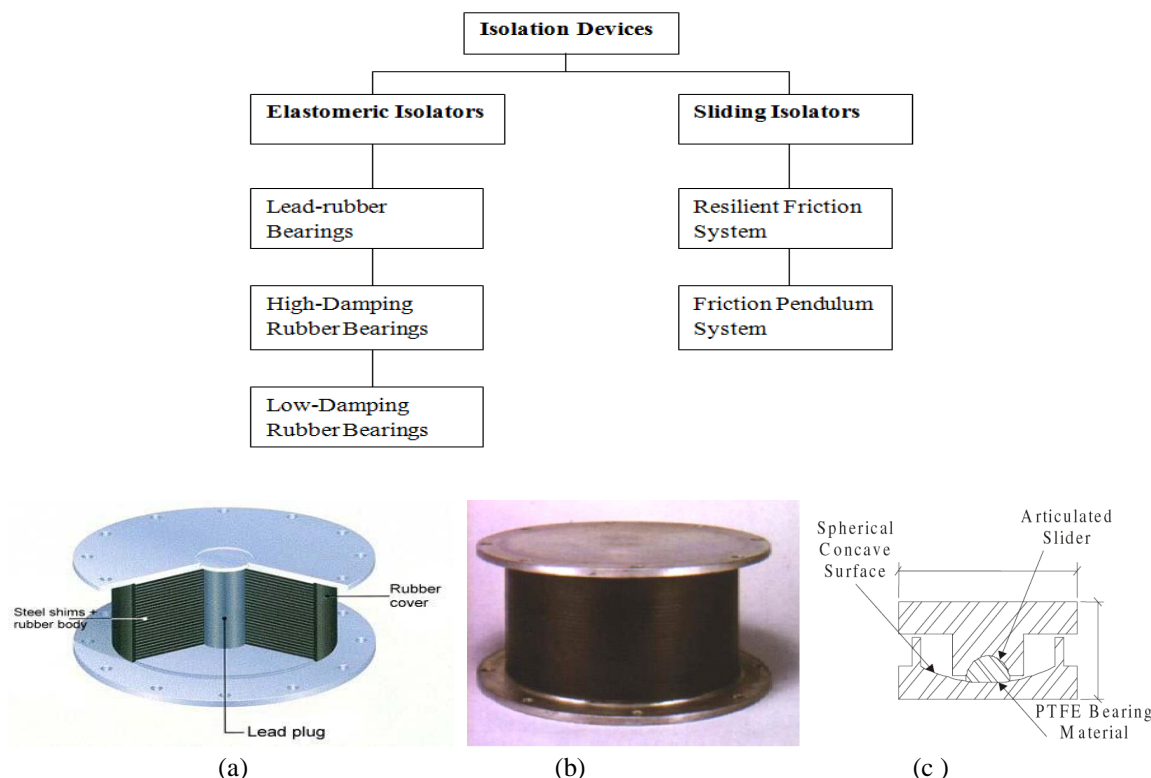 Isolation Devices
Elastomeric Isolators
Sliding Isolators
Lead-rubber
Bearings
Resilient Friction
System
High-Damping
Rubber Bearings
Friction Pendulum
System
Low-Damping
Rubber Bearings
Steel shims +
rubber body
Rubber
cover
Lead plug
Spherical
Concave
Surface
Articulated
Slider
PTFE Bearing
Material
(a)
(b)
(c )